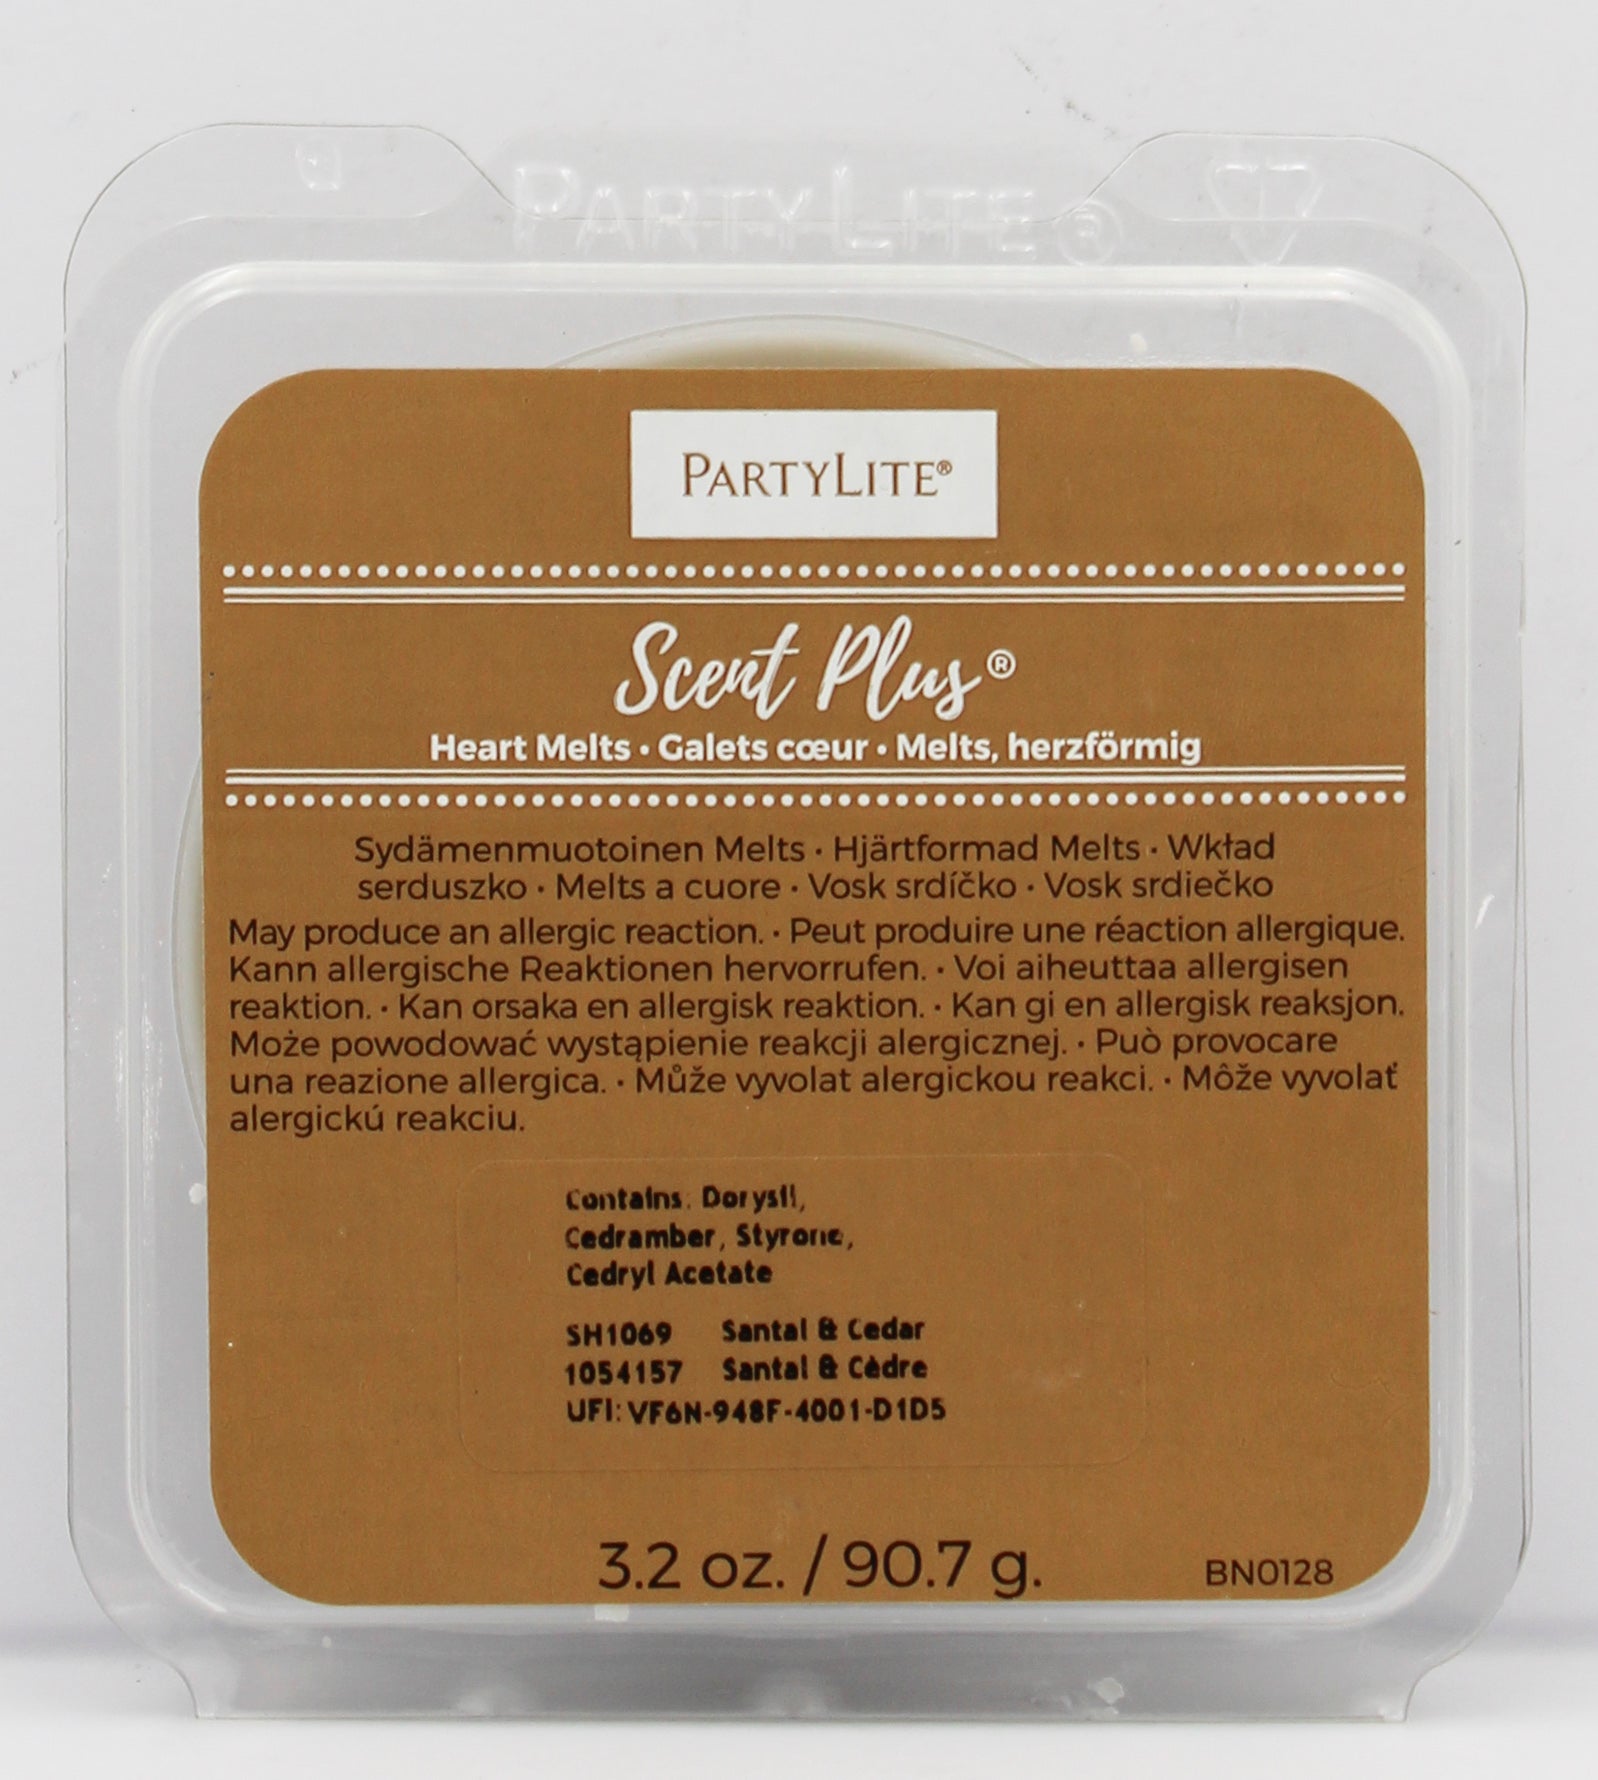 PARTYLITE®
PARTYLITE®
Scent Plus®
Heart Melts • Galets cœur • Melts, herzförmig
Sydämenmuotoinen Melts • Hjärtformad Melts • Wkład
serduszko • Melts a cuore • Vosk srdíčko • Vosk srdiečko
May produce an allergic reaction. • Peut produire une réaction allergique.
Kann allergische Reaktionen hervorrufen. • Voi aiheuttaa allergisen
reaktion. • Kan orsaka en allergisk reaktion. • Kan gi en allergisk reaksjon.
Może powodować wystąpienie reakcji alergicznej. • Può provocare
una reazione allergica. • Může vyvolat alergickou reakci. • Môže vyvolať
alergickú reakciu.
Contains: Dorysil,
Cedramber, Styrone,
Cedryl Acetate
SH1069 Santal & Cedar
1054157 Santal & Cèdre
UFI: VF6N-948F-4001-D1D5
3.2 oz. / 90.7 g.
BN0128